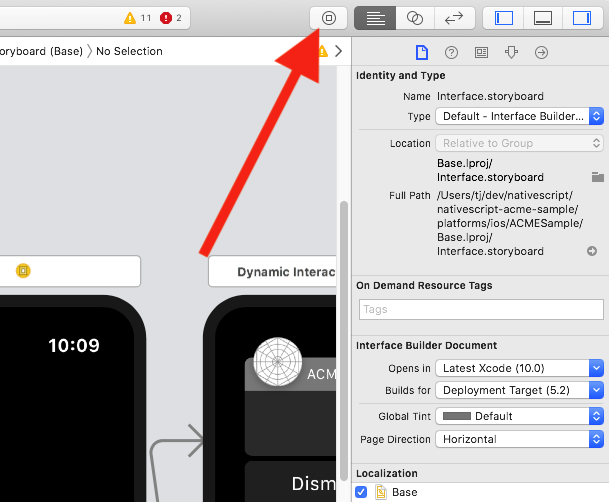 11 2
oryboard (Base) 〉 No Selection
Identity and Type
Name Interface.storyboard
Type Default - Interface Builder...
Location Relative to Group
Base.lproj/
Interface.storyboard
Full Path /Users/tj/dev/nativescript/
nativescript-acme-sample/
platforms/ios/ACMESample/
Base.lproj/
Interface.storyboard
Dynamic Interac
On Demand Resource Tags
Tags
10:09
ACM
Dism
Interface Builder Document
Opens in Latest Xcode (10.0)
Builds for Deployment Target (5.2)
Global Tint Default
Page Direction Horizontal
Localization
Base